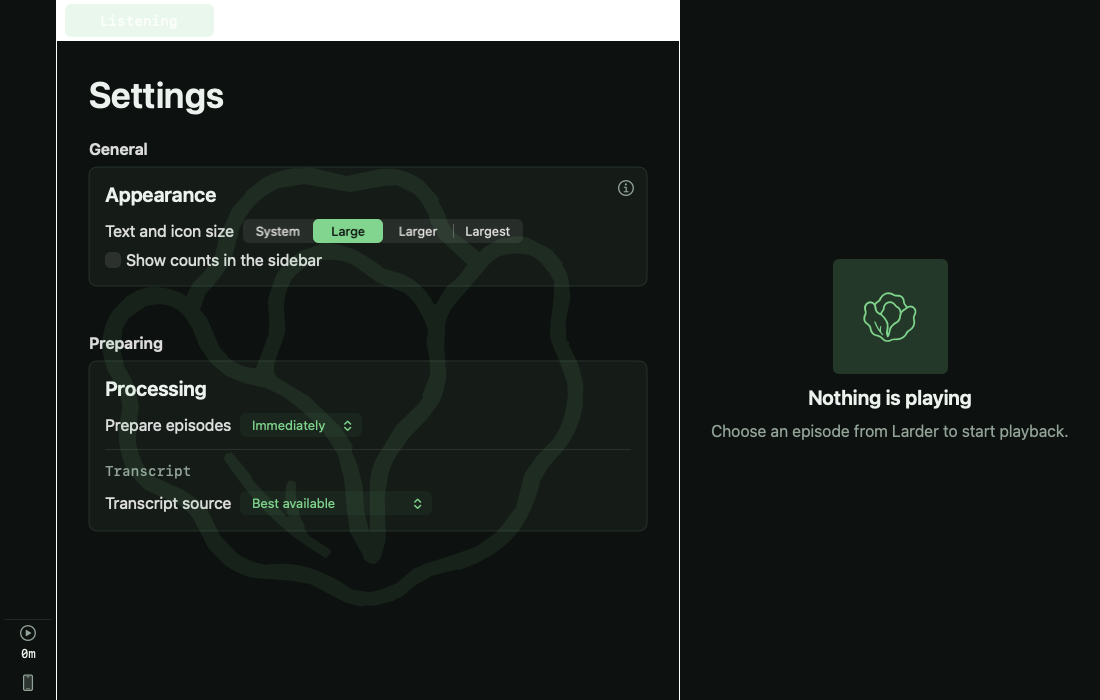 Listening
Settings
General
Appearance
Text and icon size System Large Larger Largest
Show counts in the sidebar
Preparing
Processing
Prepare episodes Immediately
Transcript
Transcript source Best available
0m
Nothing is playing
Choose an episode from Larder to start playback.